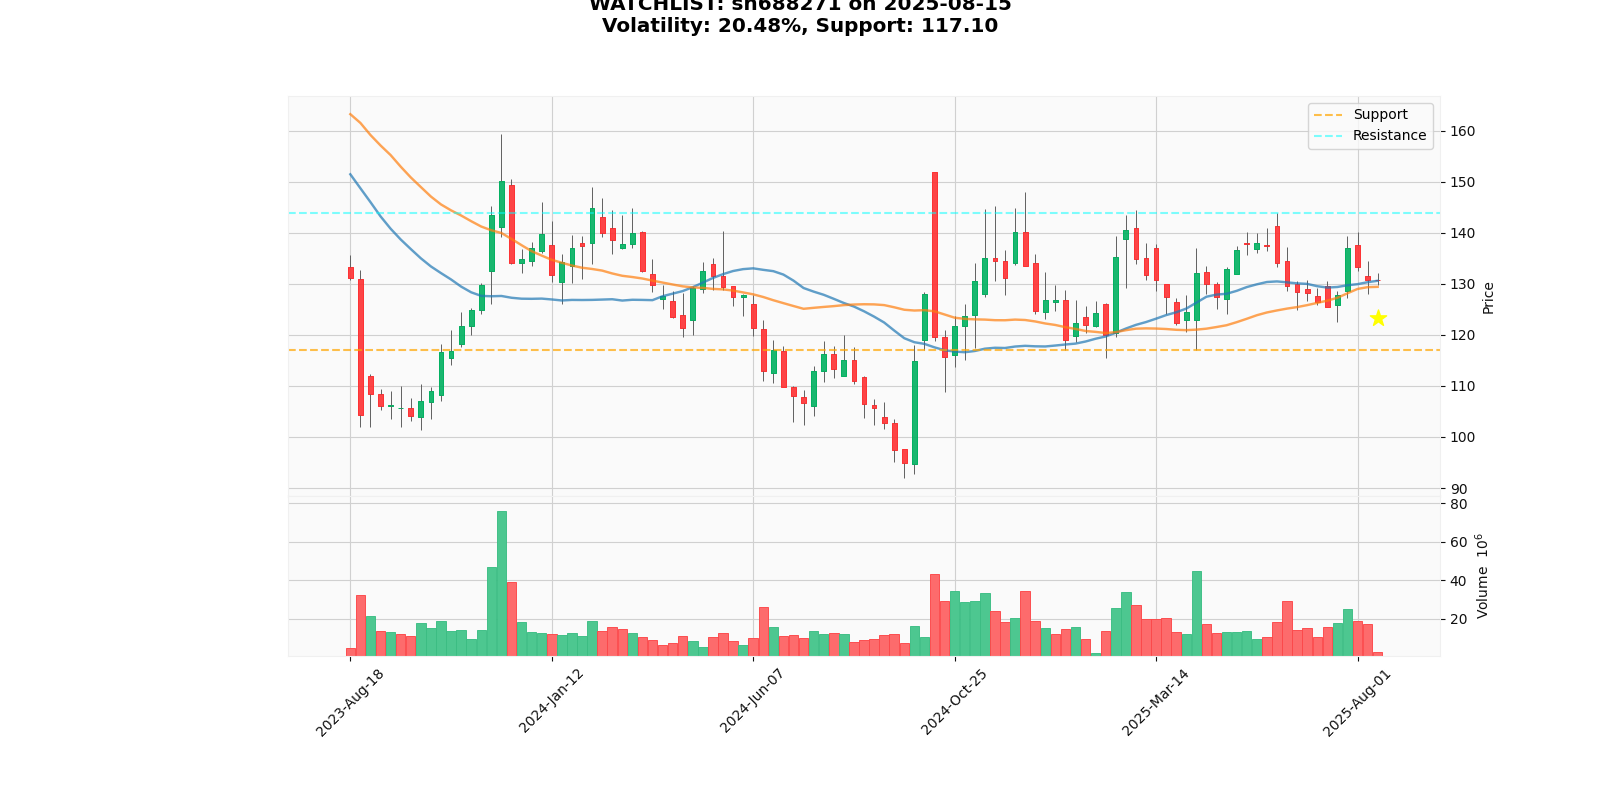 WATCHLIST: sh688271 on 2025-08-15
Volatility: 20.48%, Support: 117.10
Support
Resistance
160
150
140
130
120
110
100
90
Price
80
60
40
20
Volume 10⁶
2023-Aug-18
2024-Jan-12
2024-Jun-07
2024-Oct-25
2025-Mar-14
2025-Aug-01